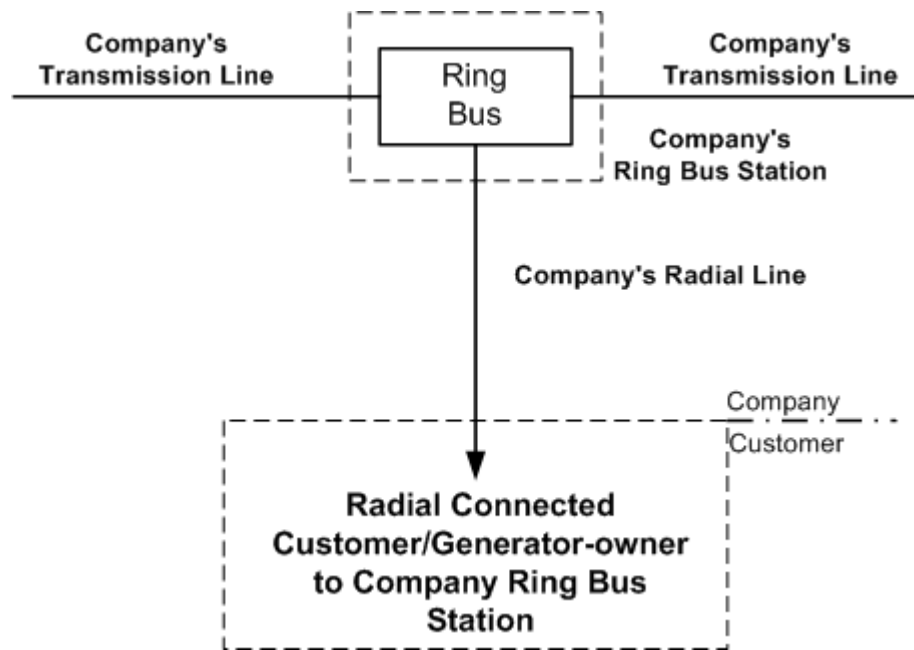 Company's
Transmission Line
Ring
Bus
Company's
Transmission Line
Company's
Ring Bus Station
Company's Radial Line
Company
Customer
Radial Connected
Customer/Generator-owner
to Company Ring Bus
Station